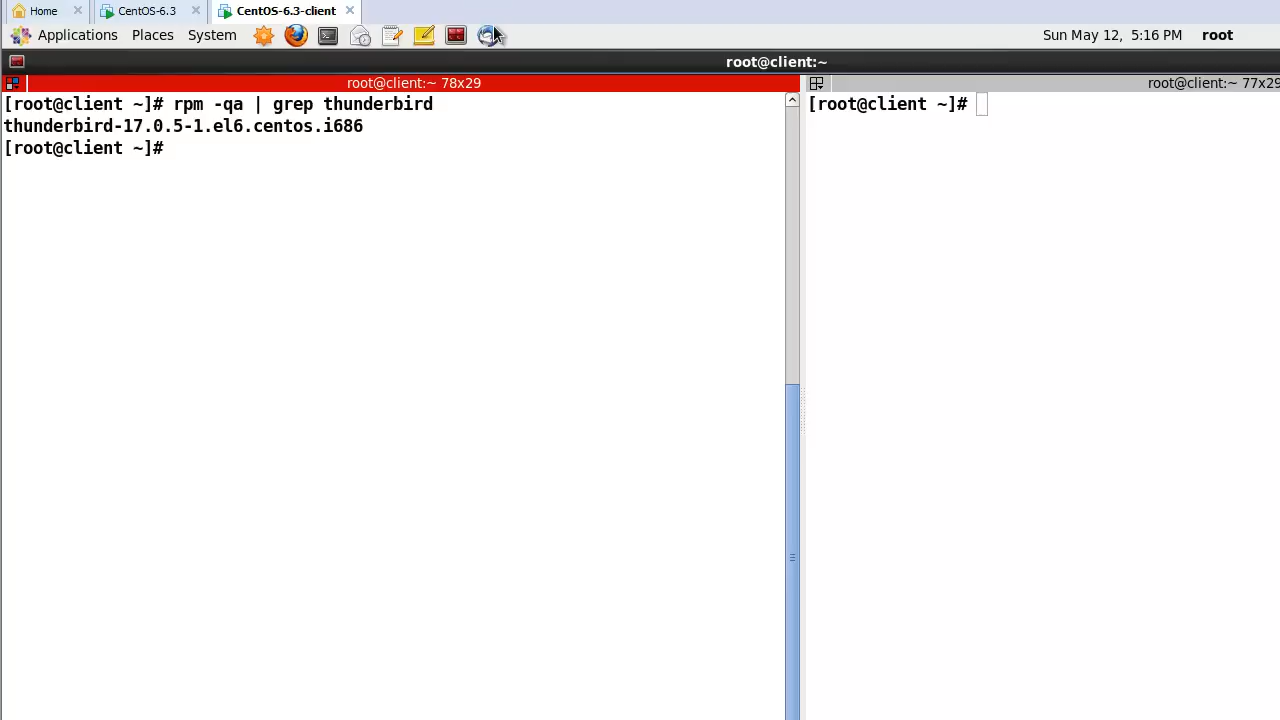 Home CentOS-6.3 CentOS-6.3-client
Applications Places System Sun May 12, 5:16 PM root
root@client:~
root@client:~ 78x29
root@client:~ 77x29
[root@client ~]# rpm -qa | grep thunderbird
thunderbird-17.0.5-1.el6.centos.i686
[root@client ~]#
[root@client ~]#